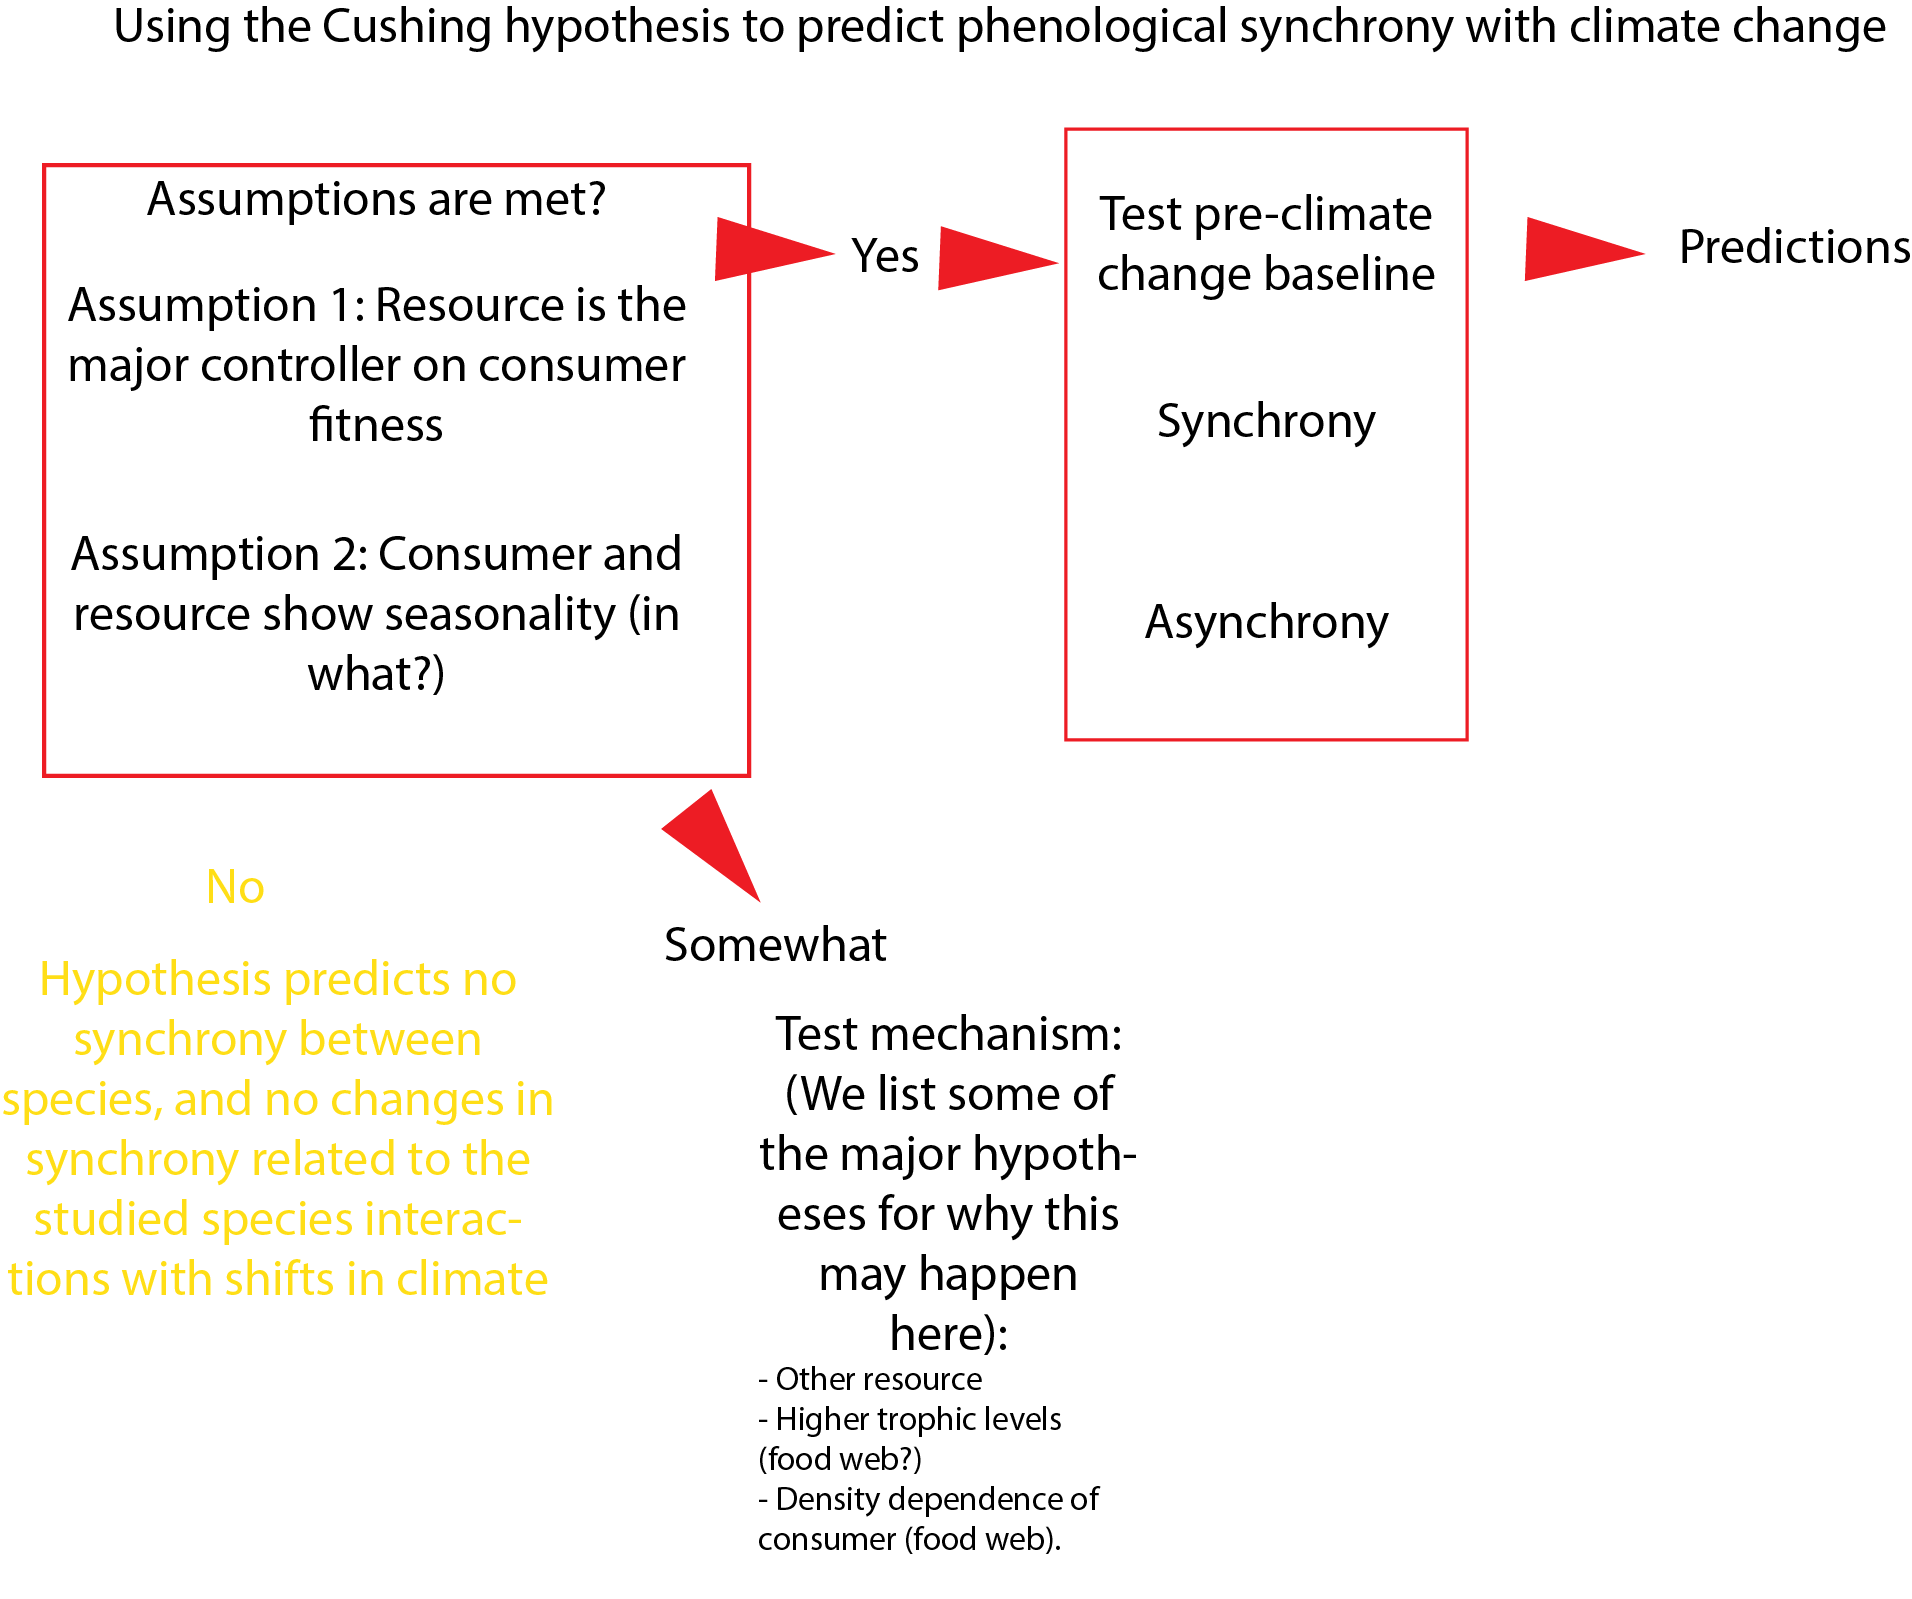 Using the Cushing hypothesis to predict phenological synchrony with climate change
Assumptions are met?
Assumption 1: Resource is the
major controller on consumer
fitness
Assumption 2: Consumer and
resource show seasonality (in
what?)
Yes
Test pre-climate
change baseline
Synchrony
Asynchrony
Predictions
No
Hypothesis predicts no
synchrony between
species, and no changes in
synchrony related to the
studied species interac-
tions with shifts in climate
Somewhat
Test mechanism:
(We list some of
the major hypoth-
eses for why this
may happen
here):
- Other resource
- Higher trophic levels
(food web?)
- Density dependence of
consumer (food web).